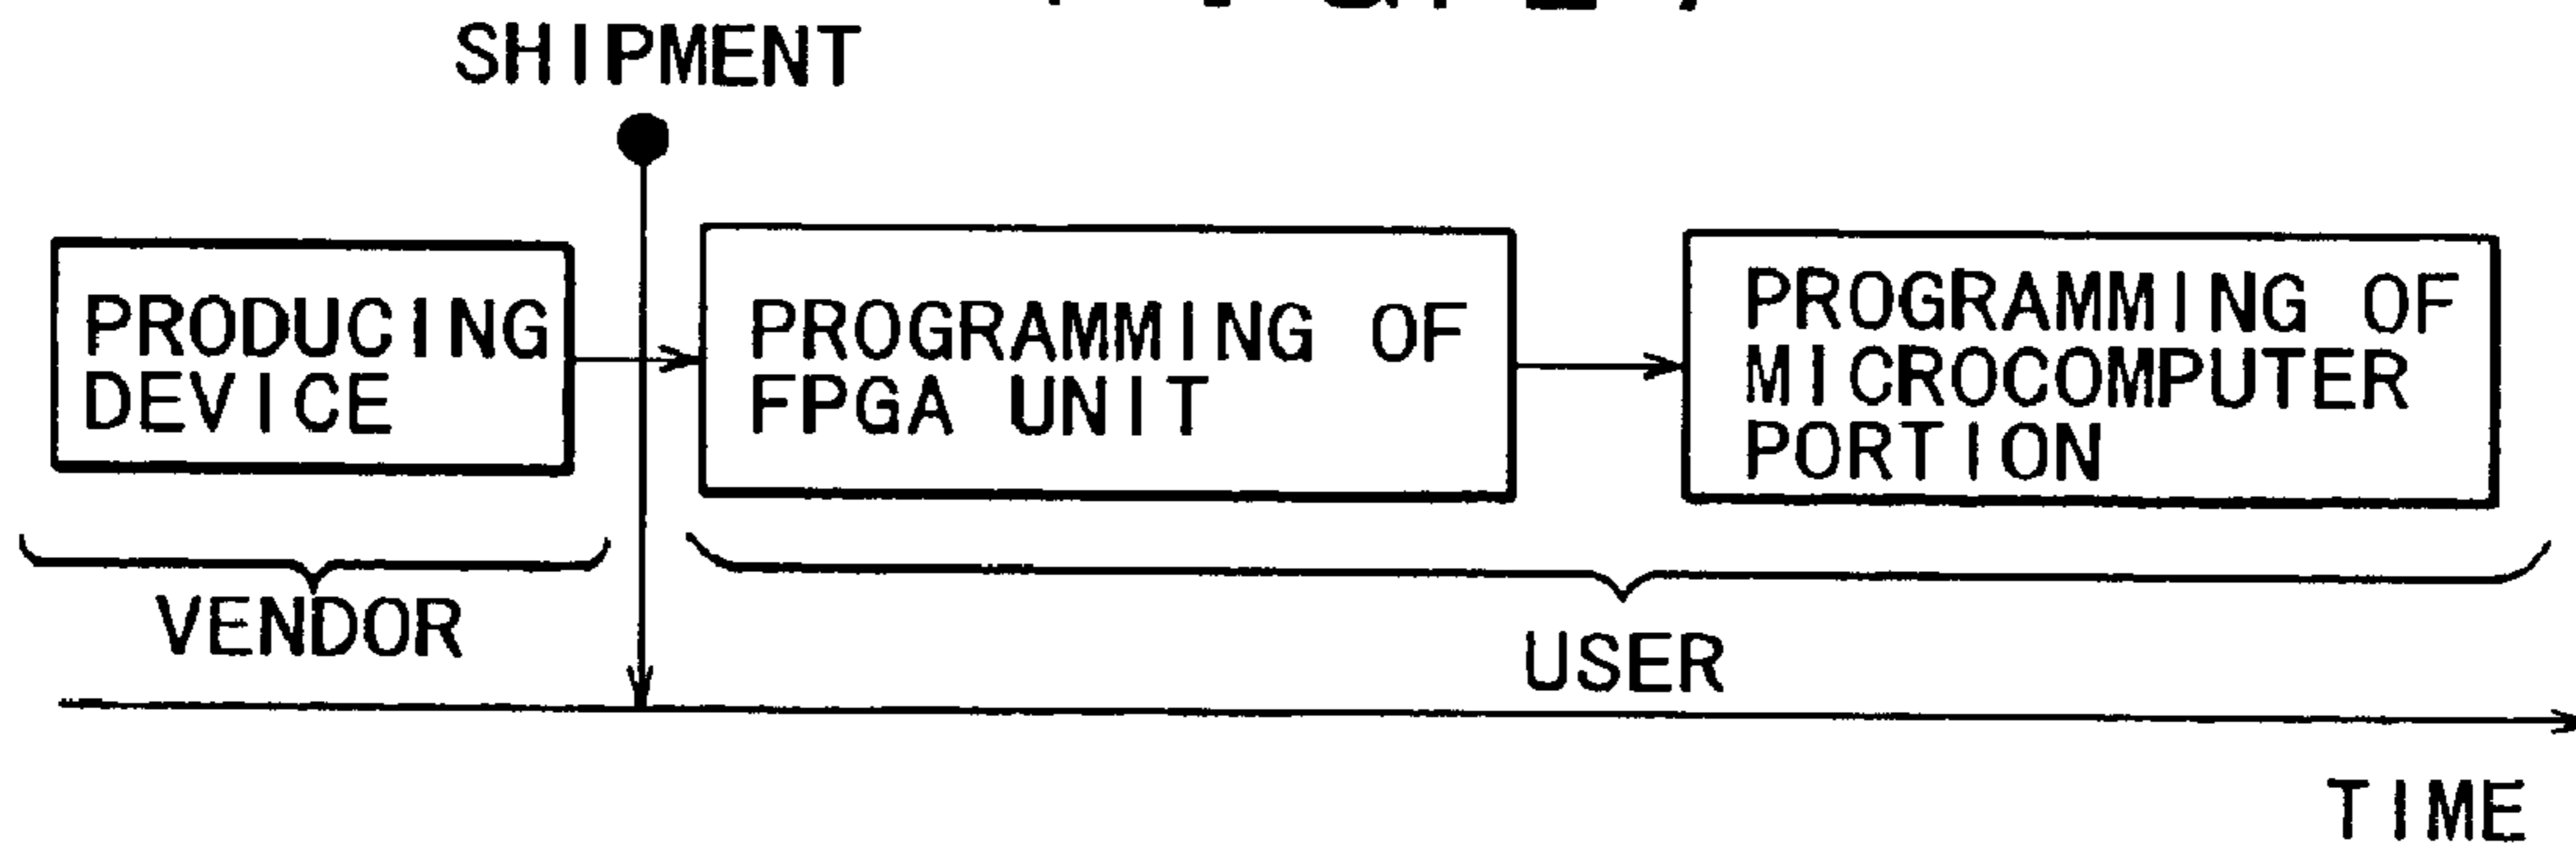 SHIPMENT
PRODUCING
DEVICE
PROGRAMMING OF
FPGA UNIT
PROGRAMMING OF
MICROCOMPUTER
PORTION
VENDOR
USER
TIME